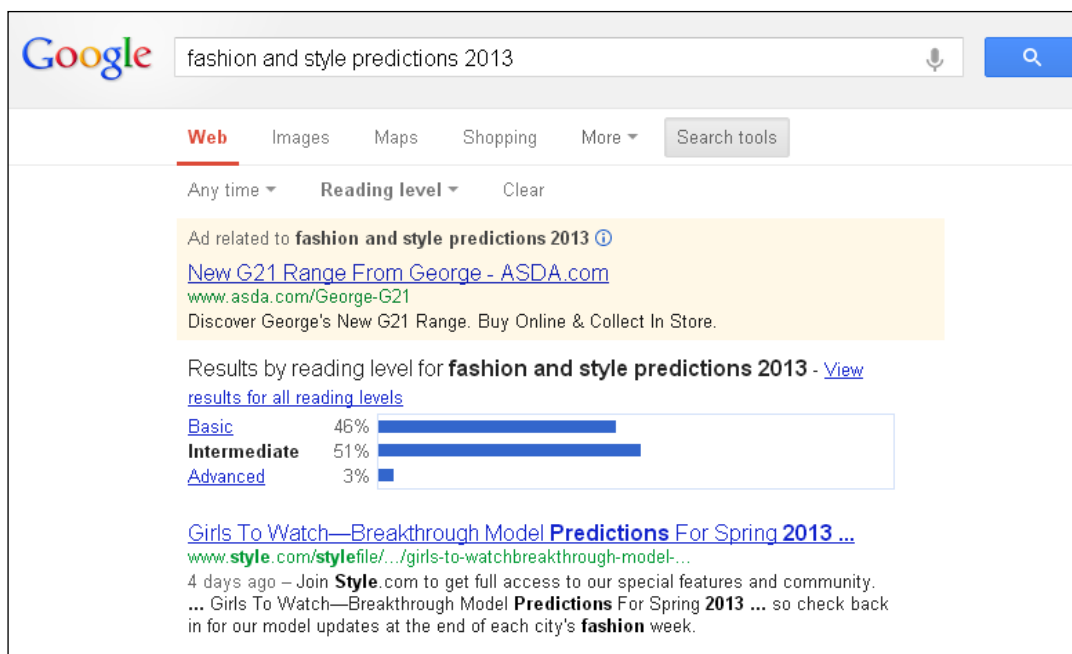 Google fashion and style predictions 2013
Web Images Maps Shopping More Search tools
Any time Reading level Clear
Ad related to fashion and style predictions 2013
New G21 Range From George - ASDA.com
www.asda.com/George-G21
Discover George's New G21 Range. Buy Online & Collect In Store.
Results by reading level for fashion and style predictions 2013 - View
results for all reading levels
Basic 46%
Intermediate 51%
Advanced 3%
Girls To Watch—Breakthrough Model Predictions For Spring 2013 ...
www.style.com/stylefile/.../girls-to-watchbreakthrough-model-...
4 days ago – Join Style.com to get full access to our special features and community.
... Girls To Watch—Breakthrough Model Predictions For Spring 2013 ... so check back
in for our model updates at the end of each city's fashion week.